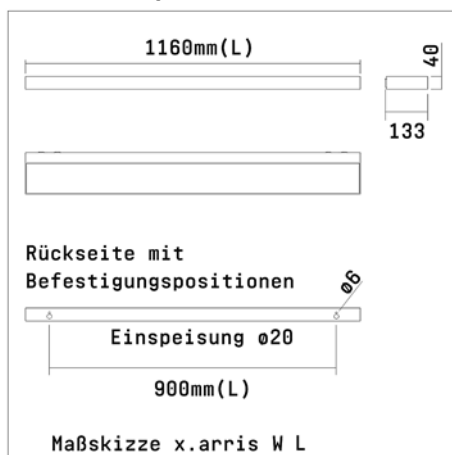 1160mm(L)
40
133
Rückseite mit
Befestigungspositionen
ø6
Einspeisung ø20
900mm(L)
Maßskizze x.arris W L